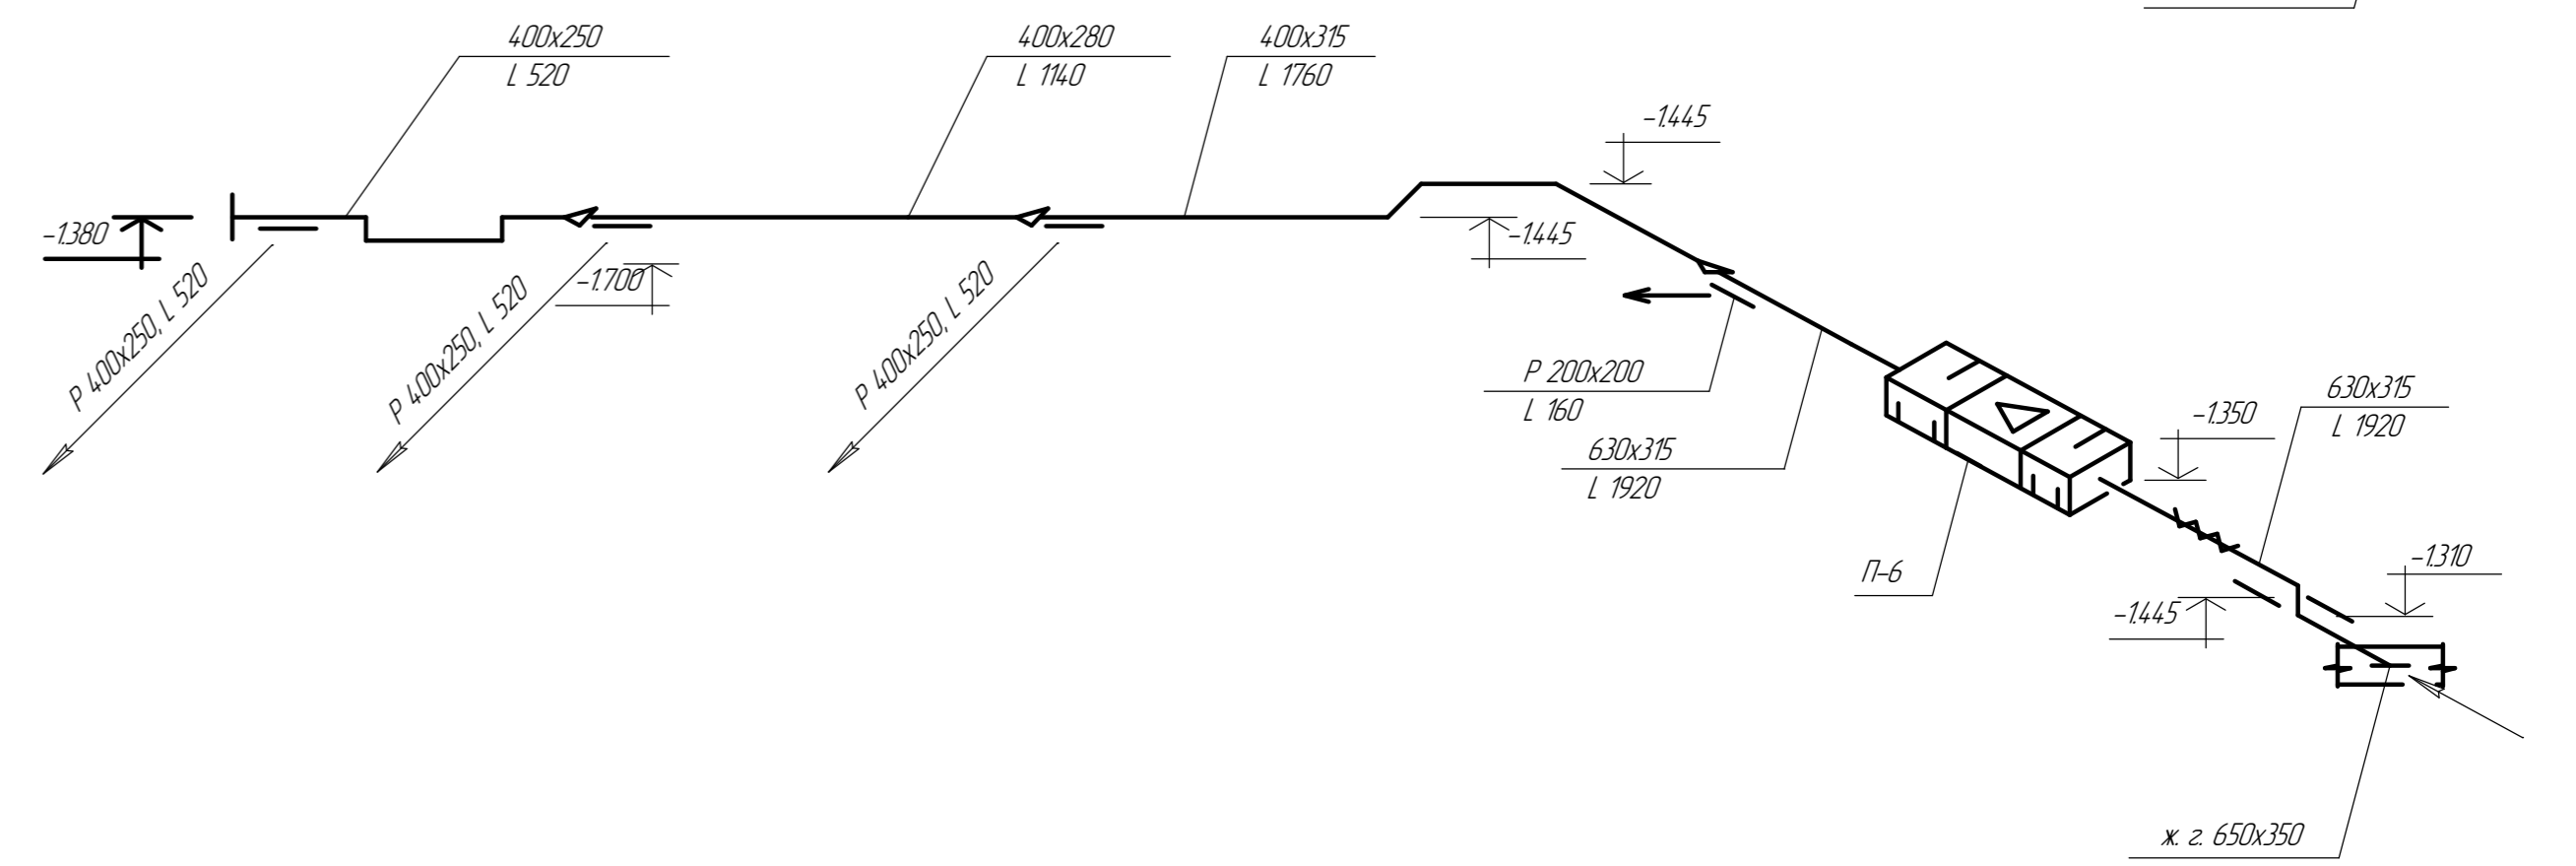 400x250
L 520
400x280
L 1140
400x315
L 1760
-1.445
-1.380
-1.445
-1.700
P 400x250, L 520
P 400x250, L 520
P 400x250, L 520
P 200x200
L 160
630x315
L 1920
630x315
L 1920
-1.350
П-6
-1.310
-1.445
ж. г. 650x350